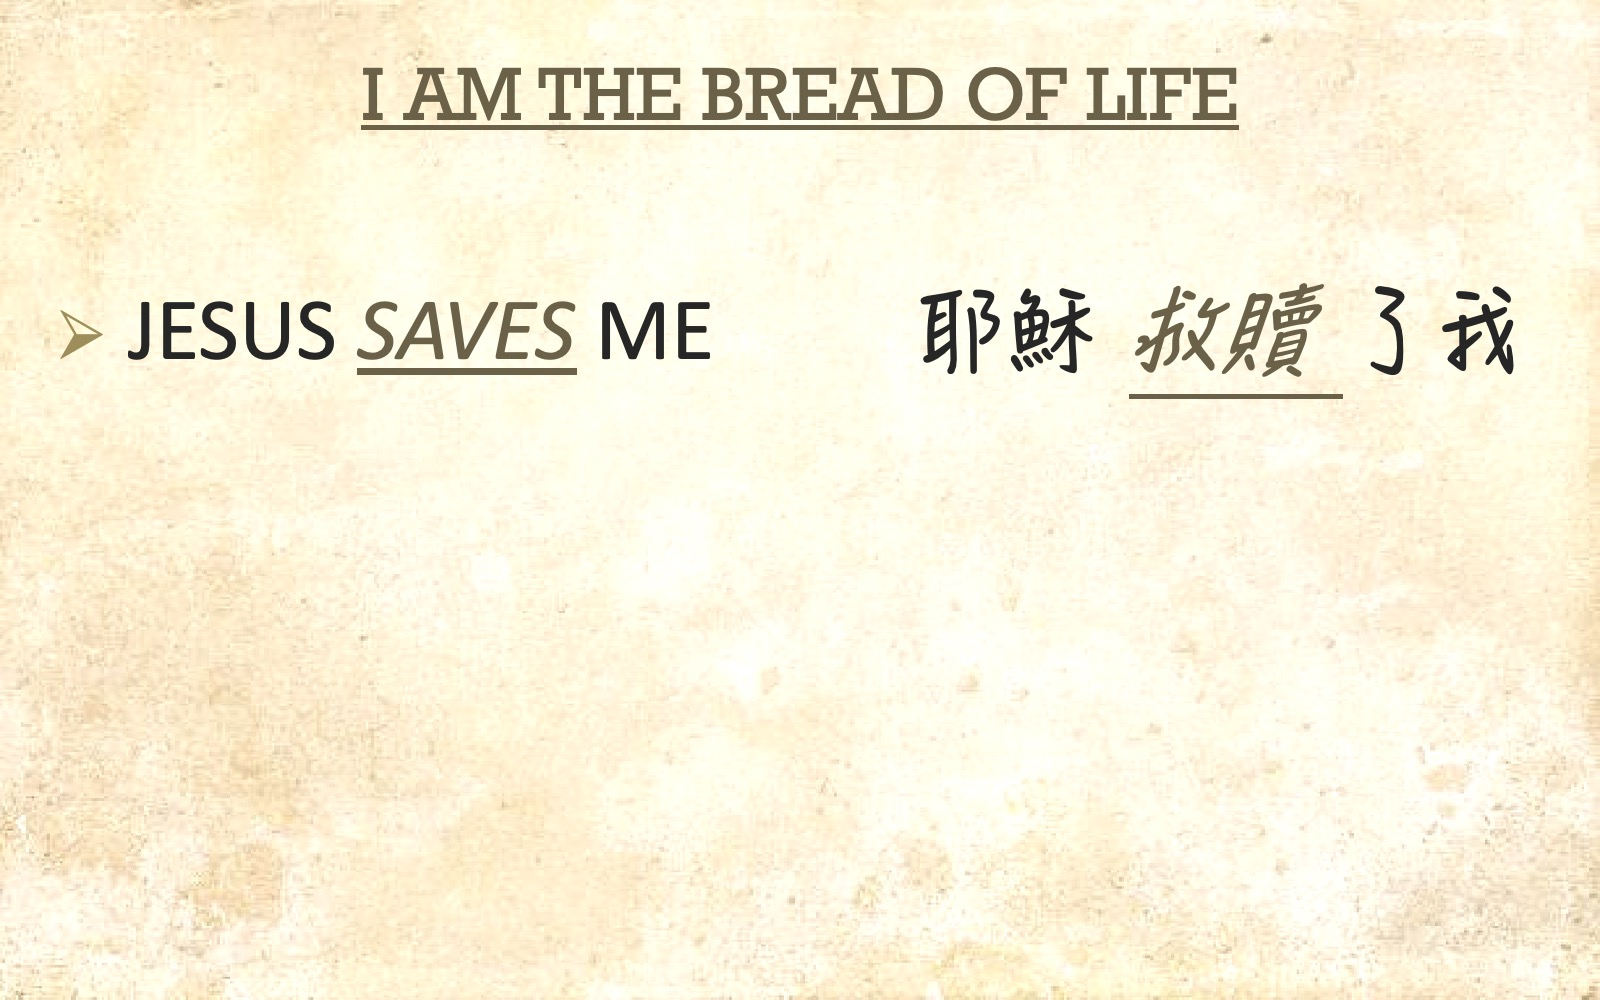 I AM THE BREAD OF LIFE
JESUS SAVES ME 耶穌 救贖 了我